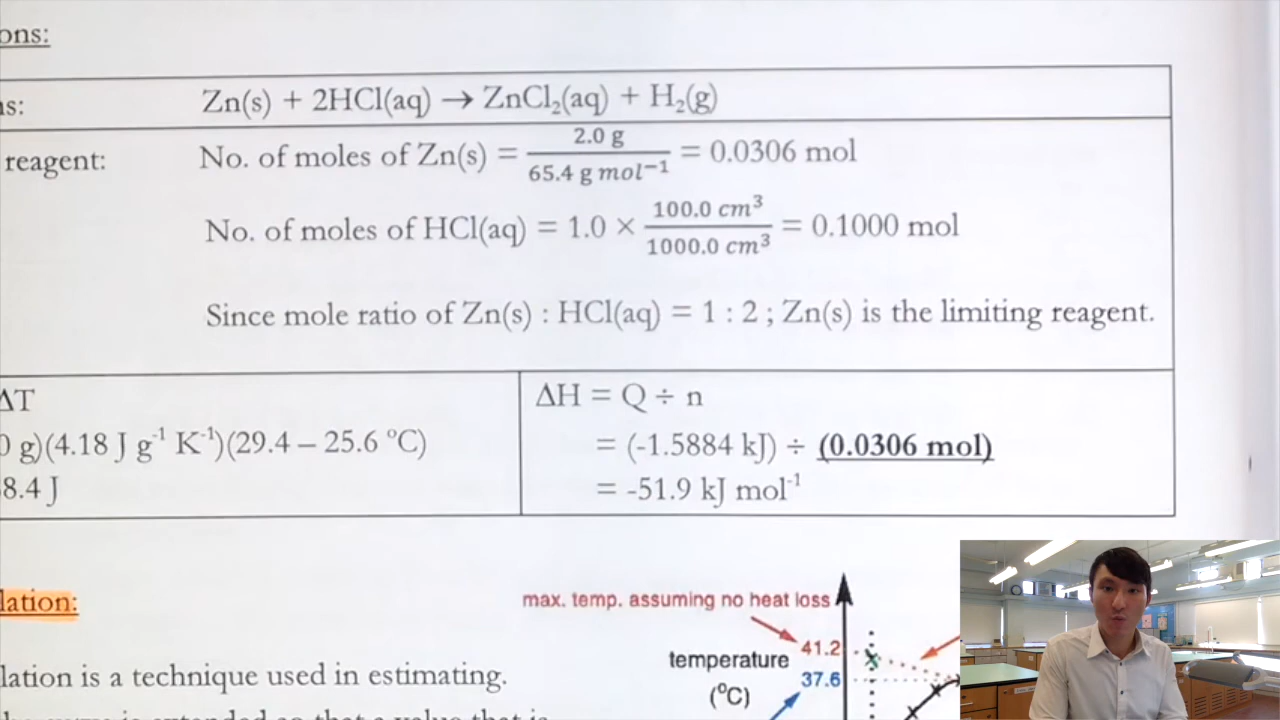 ons:
ns: Zn(s) + 2HCl(aq) → ZnCl₂(aq) + H₂(g)
reagent: No. of moles of Zn(s) = 2.0 g / 65.4 g mol⁻¹ = 0.0306 mol
No. of moles of HCl(aq) = 1.0 × 100.0 cm³ / 1000.0 cm³ = 0.1000 mol
Since mole ratio of Zn(s) : HCl(aq) = 1 : 2 ; Zn(s) is the limiting reagent.
ΔT
0 g)(4.18 J g⁻¹ K⁻¹)(29.4 – 25.6 ºC)
8.4 J
ΔH = Q ÷ n
= (-1.5884 kJ) ÷ (0.0306 mol)
= -51.9 kJ mol⁻¹
lation:
lation is a technique used in estimating.
max. temp. assuming no heat loss
41.2
temperature
37.6
(ºC)